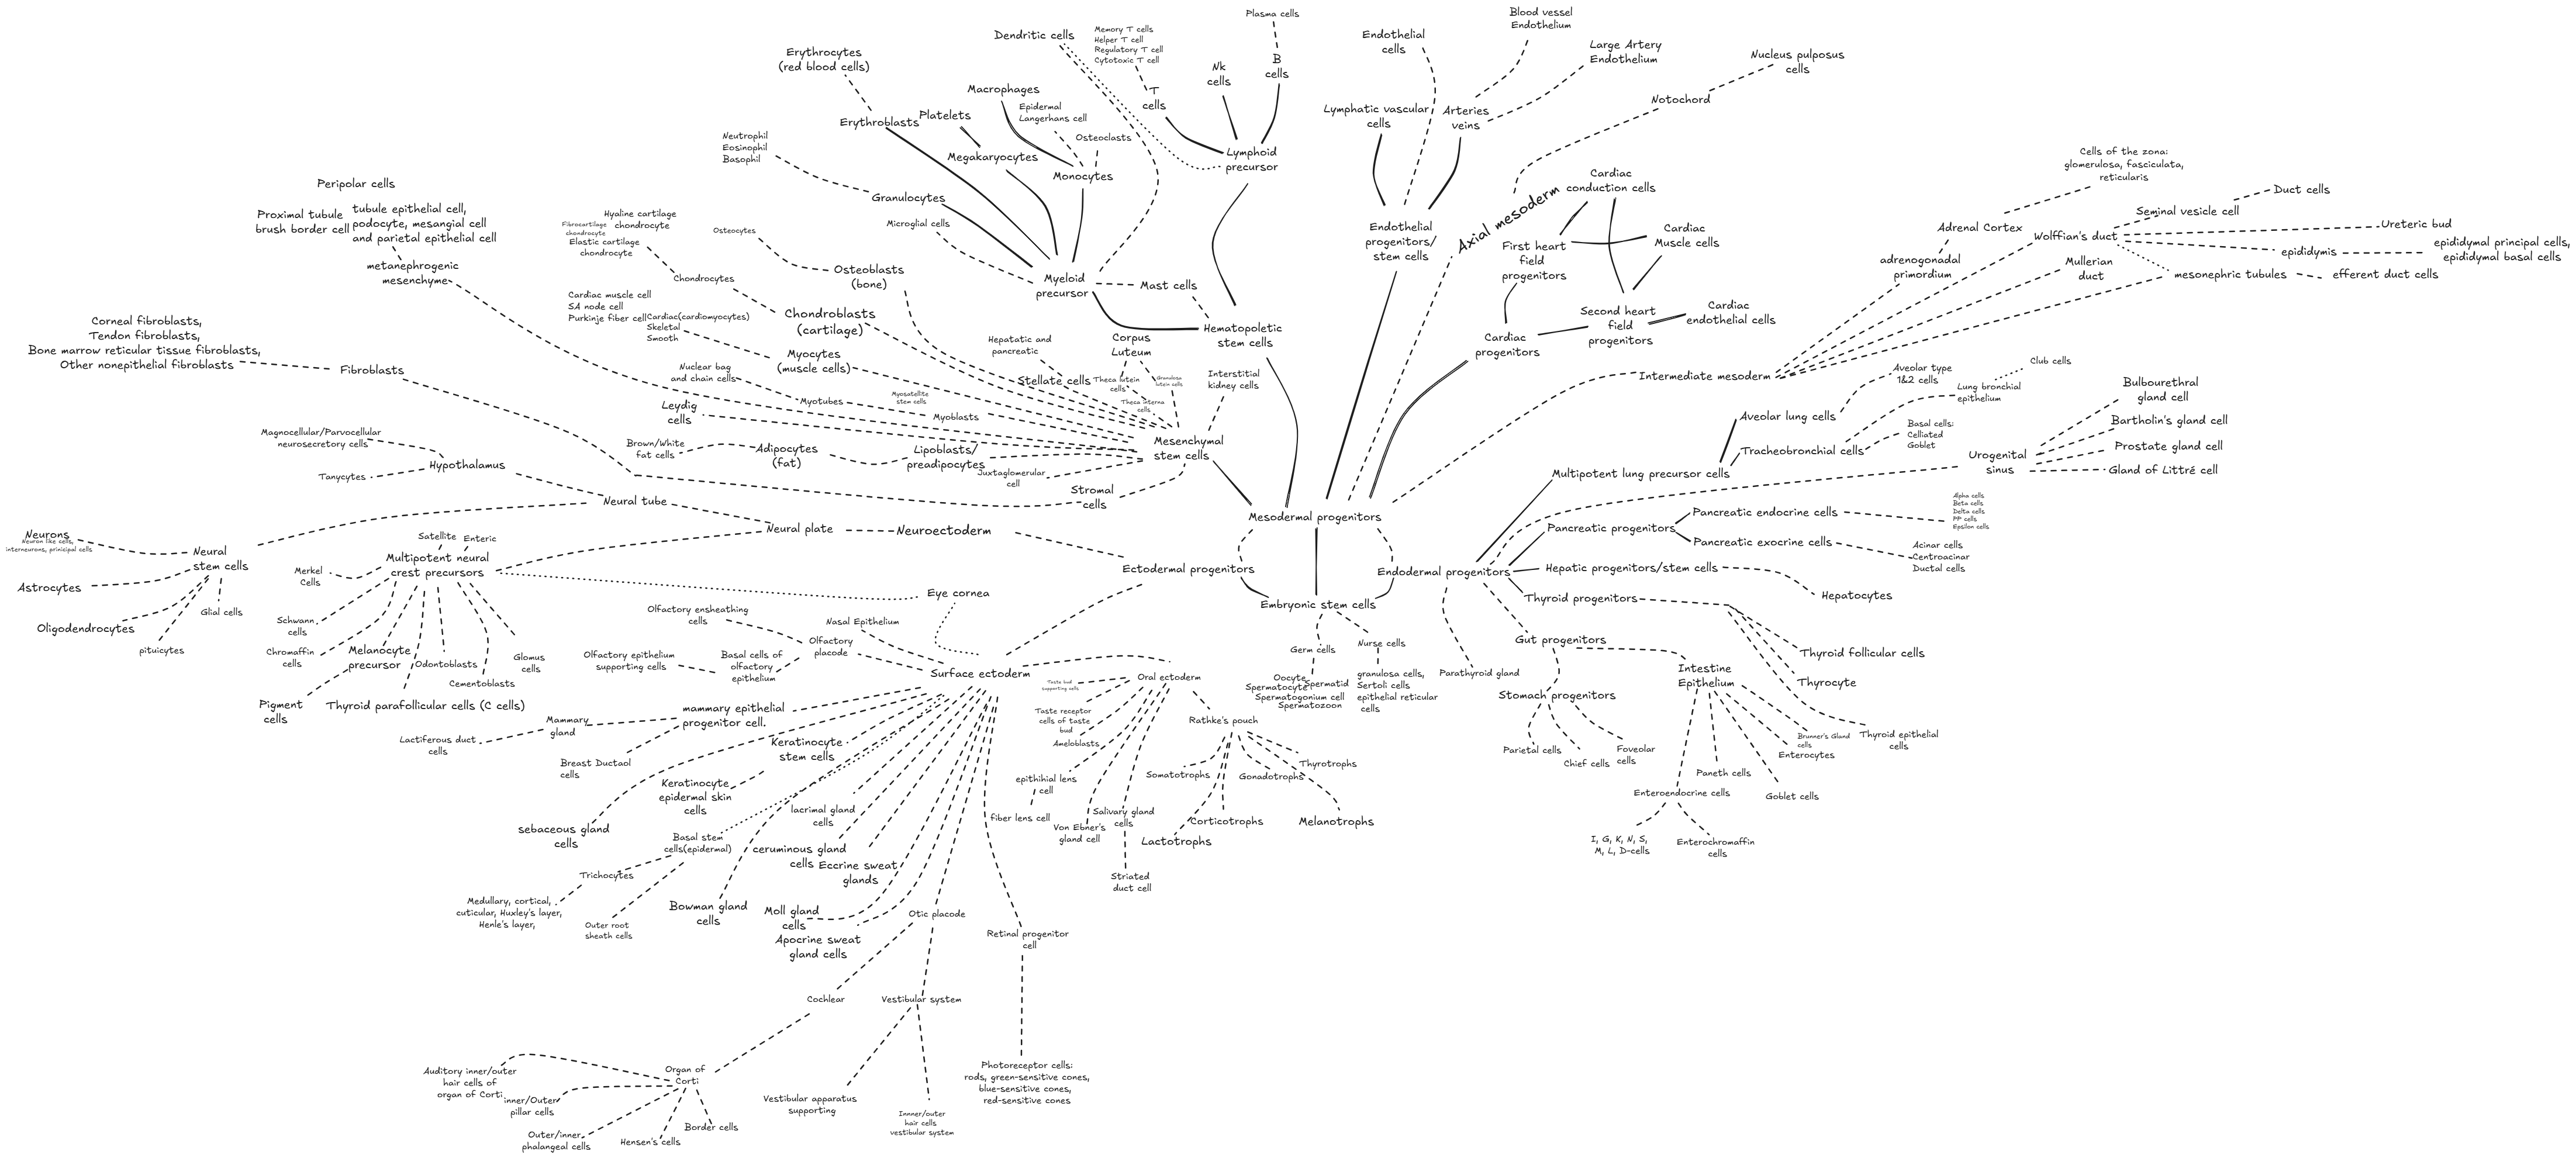 Plasma cells
Blood vessel
Endothelium
Dendritic cells
Memory T cells
Helper T cell
Regulatory T cell
Cytotoxic T cell
Endothelial
cells
Large Artery
Endothelium
Nucleus pulposus
cells
Erythrocytes
(red blood cells)
Nk
cells
B
cells
T
cells
Macrophages
Epidermal
Langerhans cell
Lymphatic vascular
cells
Arteries
veins
Notochord
Erythroblasts
Platelets
Osteoclasts
Neutrophil
Eosinophil
Basophil
Megakaryocytes
Monocytes
Lymphoid
precursor
Cells of the zona:
glomerulosa, fasciculata,
reticularis
Peripolar cells
Granulocytes
Cardiac
conduction cells
Duct cells
Proximal tubule
brush border cell
tubule epithelial cell,
podocyte, mesangial cell
and parietal epithelial cell
Hyaline cartilage
chondrocyte
Fibrocartilage
chondrocyte
Elastic cartilage
chondrocyte
Osteocytes
Microglial cells
Endothelial
progenitors/
stem cells
Axial mesoderm
First heart
field
progenitors
Cardiac
Muscle cells
Adrenal Cortex
Seminal vesicle cell
Wolffian's duct
Ureteric bud
epididymis
epididymal principal cells,
epididymal basal cells
metanephrogenic
mesenchyme
Chondrocytes
Osteoblasts
(bone)
Myeloid
precursor
Mast cells
adrenogonadal
primordium
Mullerian
duct
mesonephric tubules
efferent duct cells
Cardiac muscle cell
SA node cell
Purkinje fiber cell
Cardiac(cardiomyocytes)
Skeletal
Smooth
Chondroblasts
(cartilage)
Hematopoletic
stem cells
Second heart
field
progenitors
Cardiac
endothelial cells
Corneal fibroblasts,
Tendon fibroblasts,
Bone marrow reticular tissue fibroblasts,
Other nonepithelial fibroblasts
Fibroblasts
Myocytes
(muscle cells)
Hepatatic and
pancreatic
Corpus
Luteum
Cardiac
progenitors
Nuclear bag
and chain cells
Stellate cells
Theca lutein
cells
Granulosa
lutein cells
Interstitial
kidney cells
Intermediate mesoderm
Aveolar type
1&2 cells
Club cells
Lung bronchial
epithelium
Bulbourethral
gland cell
Leydig
cells
Myotubes
Myosatellite
stem cells
Myoblasts
Theca interna
cells
Aveolar lung cells
Bartholin's gland cell
Magnocellular/Parvocellular
neurosecretory cells
Brown/White
fat cells
Adipocytes
(fat)
Lipoblasts/
preadipocytes
Mesenchymal
stem cells
Tracheobronchial cells
Basal cells:
Celliated
Goblet
Urogenital
sinus
Prostate gland cell
Gland of Littré cell
Tanycytes
Hypothalamus
Juxtaglomerular
cell
Stromal
cells
Multipotent lung precursor cells
Neural tube
Mesodermal progenitors
Pancreatic endocrine cells
Alpha cells
Beta cells
Delta cells
PP cells
Epsilon cells
Neurons
Neuron like cells,
interneurons, prinicipal cells
Neural
stem cells
Satellite
Enteric
Neural plate
Neuroectoderm
Pancreatic progenitors
Pancreatic exocrine cells
Acinar cells
Centroacinar
Ductal cells
Multipotent neural
crest precursors
Merkel
Cells
Ectodermal progenitors
Endodermal progenitors
Hepatic progenitors/stem cells
Hepatocytes
Astrocytes
Glial cells
Eye cornea
Embryonic stem cells
Thyroid progenitors
Oligodendrocytes
pituicytes
Schwann
cells
Olfactory ensheathing
cells
Nasal Epithelium
Germ cells
Nurse cells
Gut progenitors
Chromaffin
cells
Melanocyte
precursor
Odontoblasts
Glomus
cells
Olfactory epithelium
supporting cells
Basal cells of
olfactory
epithelium
Olfactory
placode
Thyroid follicular cells
Cementoblasts
Surface ectoderm
Taste bud
supporting cells
Oral ectoderm
Oocyte
Spermatocyte
Spermatid
Spermatogonium cell
Spermatozoon
granulosa cells,
Sertoli cells
epithelial reticular
cells
Parathyroid gland
Intestine
Epithelium
Thyrocyte
Pigment
cells
Thyroid parafollicular cells (C cells)
Stomach progenitors
mammary epithelial
progenitor cell.
Mammary
gland
Taste receptor
cells of taste
bud
Rathke's pouch
Lactiferous duct
cells
Ameloblasts
Parietal cells
Chief cells
Foveolar
cells
Brunner's Gland
cells
Enterocytes
Thyroid epithelial
cells
Breast Ductaol
cells
Keratinocyte
stem cells
Somatotrophs
Gonadotrophs
Thyrotrophs
Paneth cells
Keratinocyte
epidermal skin
cells
epithihial lens
cell
Enteroendocrine cells
Goblet cells
sebaceous gland
cells
lacrimal gland
cells
fiber lens cell
Von Ebner's
gland cell
Salivary gland
cells
Corticotrophs
Melanotrophs
Basal stem
cells(epidermal)
ceruminous gland
cells
Lactotrophs
I, G, K, N, S,
M, L, D-cells
Enterochromaffin
cells
Trichocytes
Eccrine sweat
glands
Striated
duct cell
Medullary, cortical,
cuticular, Huxley's layer,
Henle's layer,
Outer root
sheath cells
Bowman gland
cells
Moll gland
cells
Apocrine sweat
gland cells
Otic placode
Retinal progenitor
cell
Cochlear
Vestibular system
Auditory inner/outer
hair cells of
organ of Corti
Organ of
Corti
inner/Outer
pillar cells
Photoreceptor cells:
rods, green-sensitive cones,
blue-sensitive cones,
red-sensitive cones
Vestibular apparatus
supporting
Innner/outer
hair cells
vestibular system
Outer/inner
phalangeal cells
Hensen's cells
Border cells